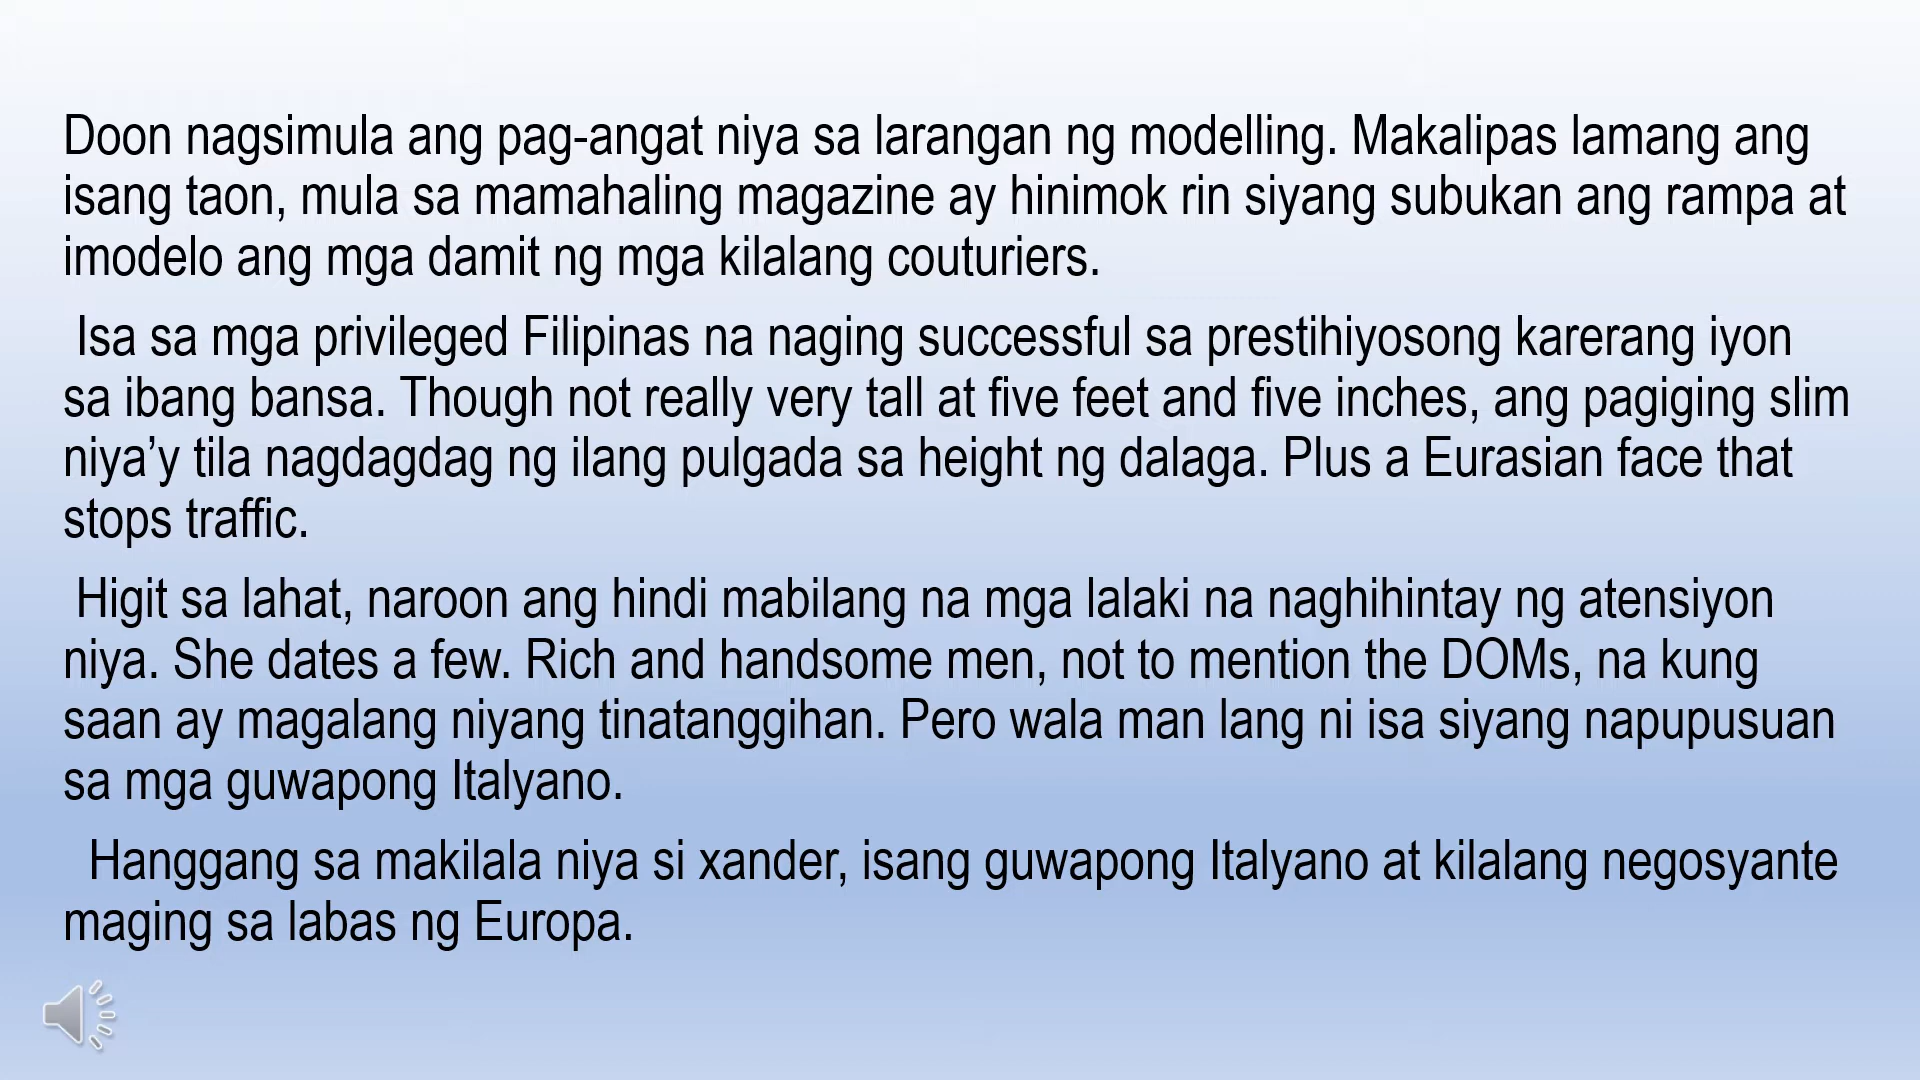 Doon nagsimula ang pag-angat niya sa larangan ng modelling. Makalipas lamang ang
isang taon, mula sa mamahaling magazine ay hinimok rin siyang subukan ang rampa at
imodelo ang mga damit ng mga kilalang couturiers.
Isa sa mga privileged Filipinas na naging successful sa prestihiyosong karerang iyon
sa ibang bansa. Though not really very tall at five feet and five inches, ang pagiging slim
niya’y tila nagdagdag ng ilang pulgada sa height ng dalaga. Plus a Eurasian face that
stops traffic.
Higit sa lahat, naroon ang hindi mabilang na mga lalaki na naghihintay ng atensiyon
niya. She dates a few. Rich and handsome men, not to mention the DOMs, na kung
saan ay magalang niyang tinatanggihan. Pero wala man lang ni isa siyang napupusuan
sa mga guwapong Italyano.
Hanggang sa makilala niya si xander, isang guwapong Italyano at kilalang negosyante
maging sa labas ng Europa.